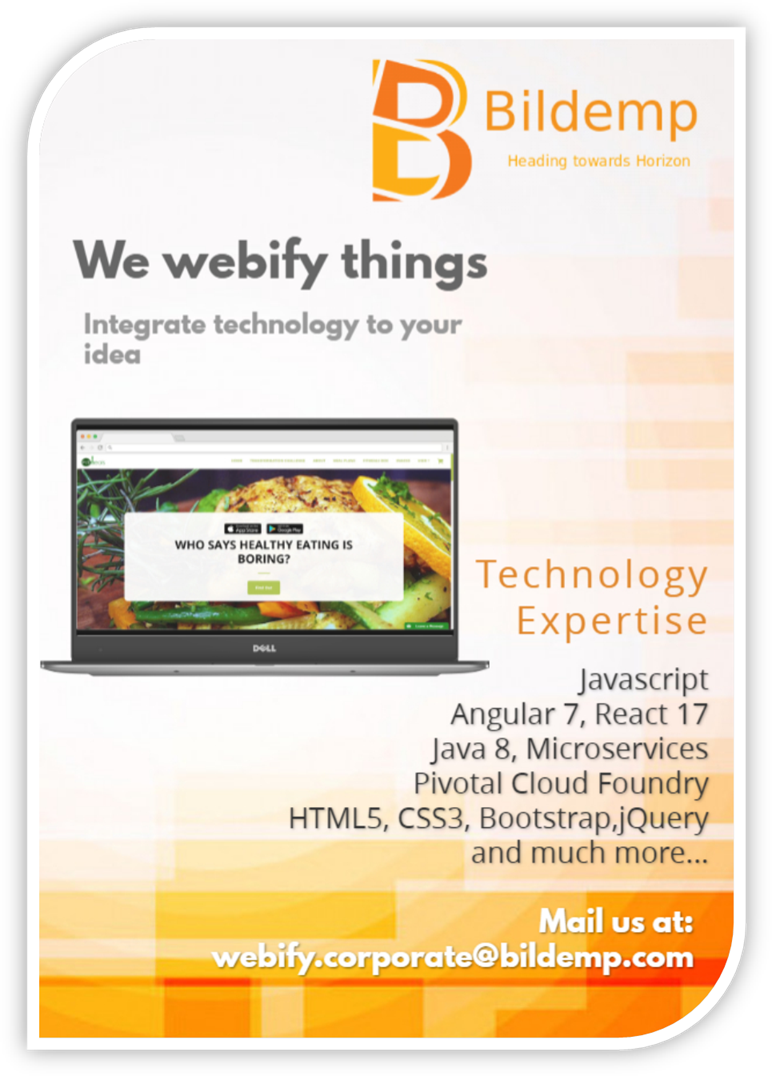 Bildemp
Heading towards Horizon
We webify things
Integrate technology to your
idea
WHO SAYS HEALTHY EATING IS
BORING?
DELL
Technology
Expertise
Javascript
Angular 7, React 17
Java 8, Microservices
Pivotal Cloud Foundry
HTML5, CSS3, Bootstrap,jQuery
and much more...
Mail us at:
webify.corporate@bildemp.com